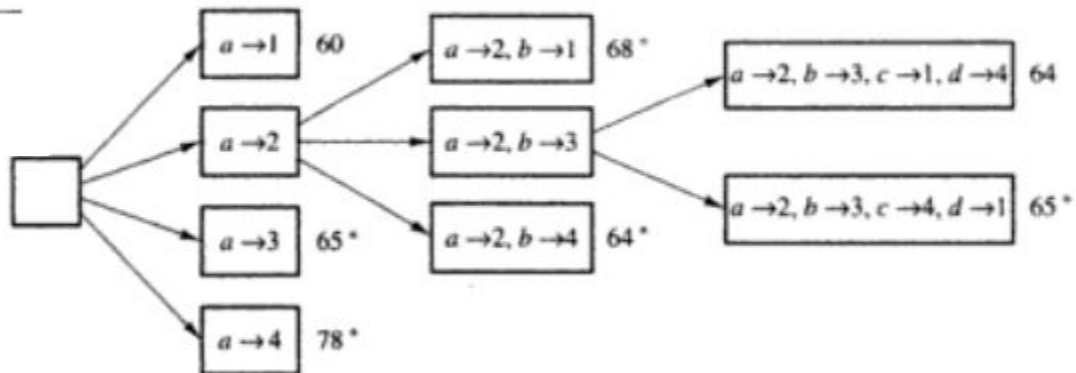 a →1 60
a →2
a →3 65*
a →4 78*
a →2, b →1 68*
a →2, b →3
a →2, b →4 64*
a →2, b →3, c →1, d →4 64
a →2, b →3, c →4, d →1 65*